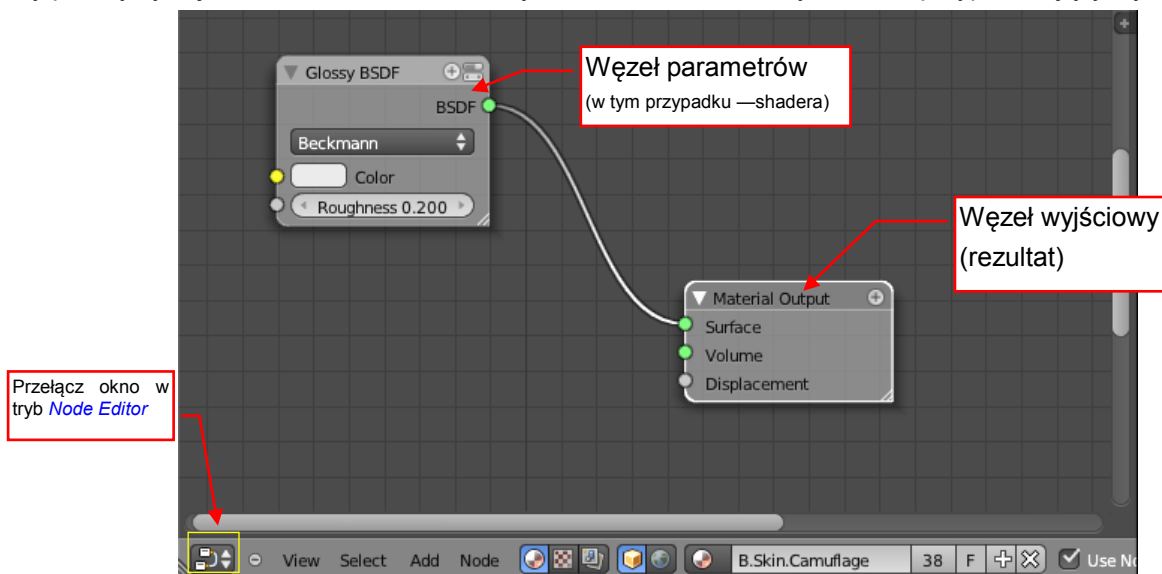 Glossy BSDF
BSDF
Beckmann
Color
Roughness 0.200
Węzeł parametrów
(w tym przypadku —shadera)
Węzeł wyjściowy
(rezultat)
Material Output
Surface
Volume
Displacement
Przełącz okno w
tryb Node Editor
View Select Add Node B.Skin.Camuflage 38 F Use